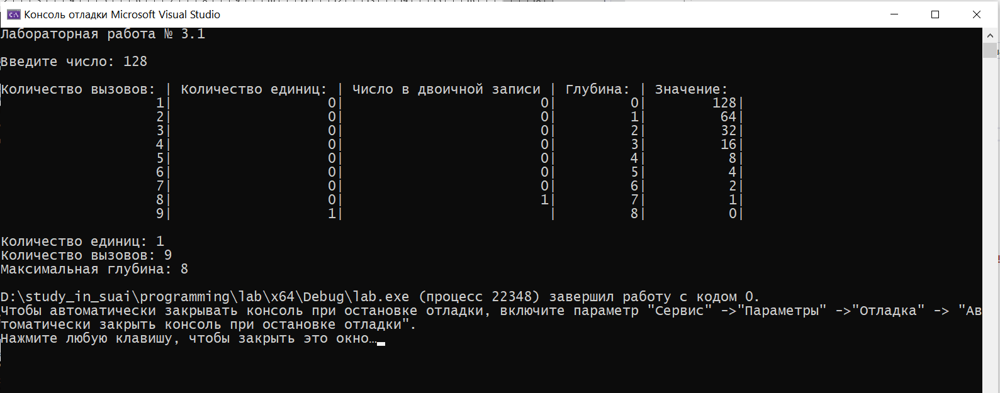 Консоль отладки Microsoft Visual Studio
Лабораторная работа № 3.1
Введите число: 128
Количество вызовов: | Количество единиц: | Число в двоичной записи | Глубина: | Значение:
1| 0| 0| 0| 128|
2| 0| 0| 1| 64|
3| 0| 0| 2| 32|
4| 0| 0| 3| 16|
5| 0| 0| 4| 8|
6| 0| 0| 5| 4|
7| 0| 0| 6| 2|
8| 0| 1| 7| 1|
9| 1| | 8| 0|
Количество единиц: 1
Количество вызовов: 9
Максимальная глубина: 8
D:\study_in_suai\programming\lab\x64\Debug\lab.exe (процесс 22348) завершил работу с кодом 0.
Чтобы автоматически закрывать консоль при остановке отладки, включите параметр "Сервис" ->"Параметры" ->"Отладка" -> "Ав
томатически закрыть консоль при остановке отладки".
Нажмите любую клавишу, чтобы закрыть это окно…